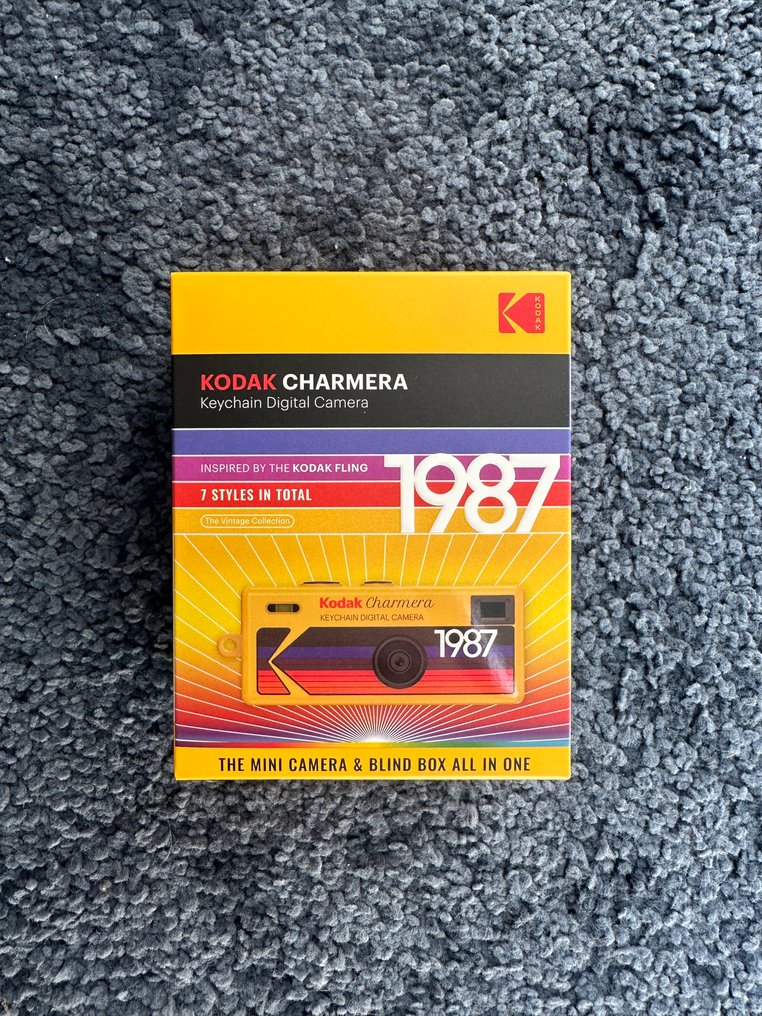 KODAK
KODAK CHARMERA
Keychain Digital Camera
INSPIRED BY THE KODAK FLING
1987
7 STYLES IN TOTAL
The Vintage Collection
Kodak Charmera
KEYCHAIN DIGITAL CAMERA
1987
THE MINI CAMERA & BLIND BOX ALL IN ONE